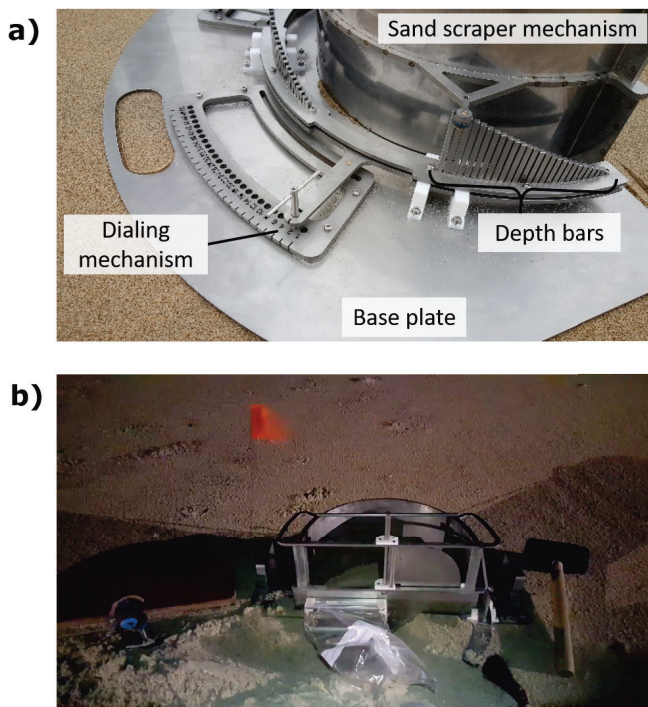 a)
Sand scraper mechanism
Dialing
mechanism
Depth bars
Base plate
b)